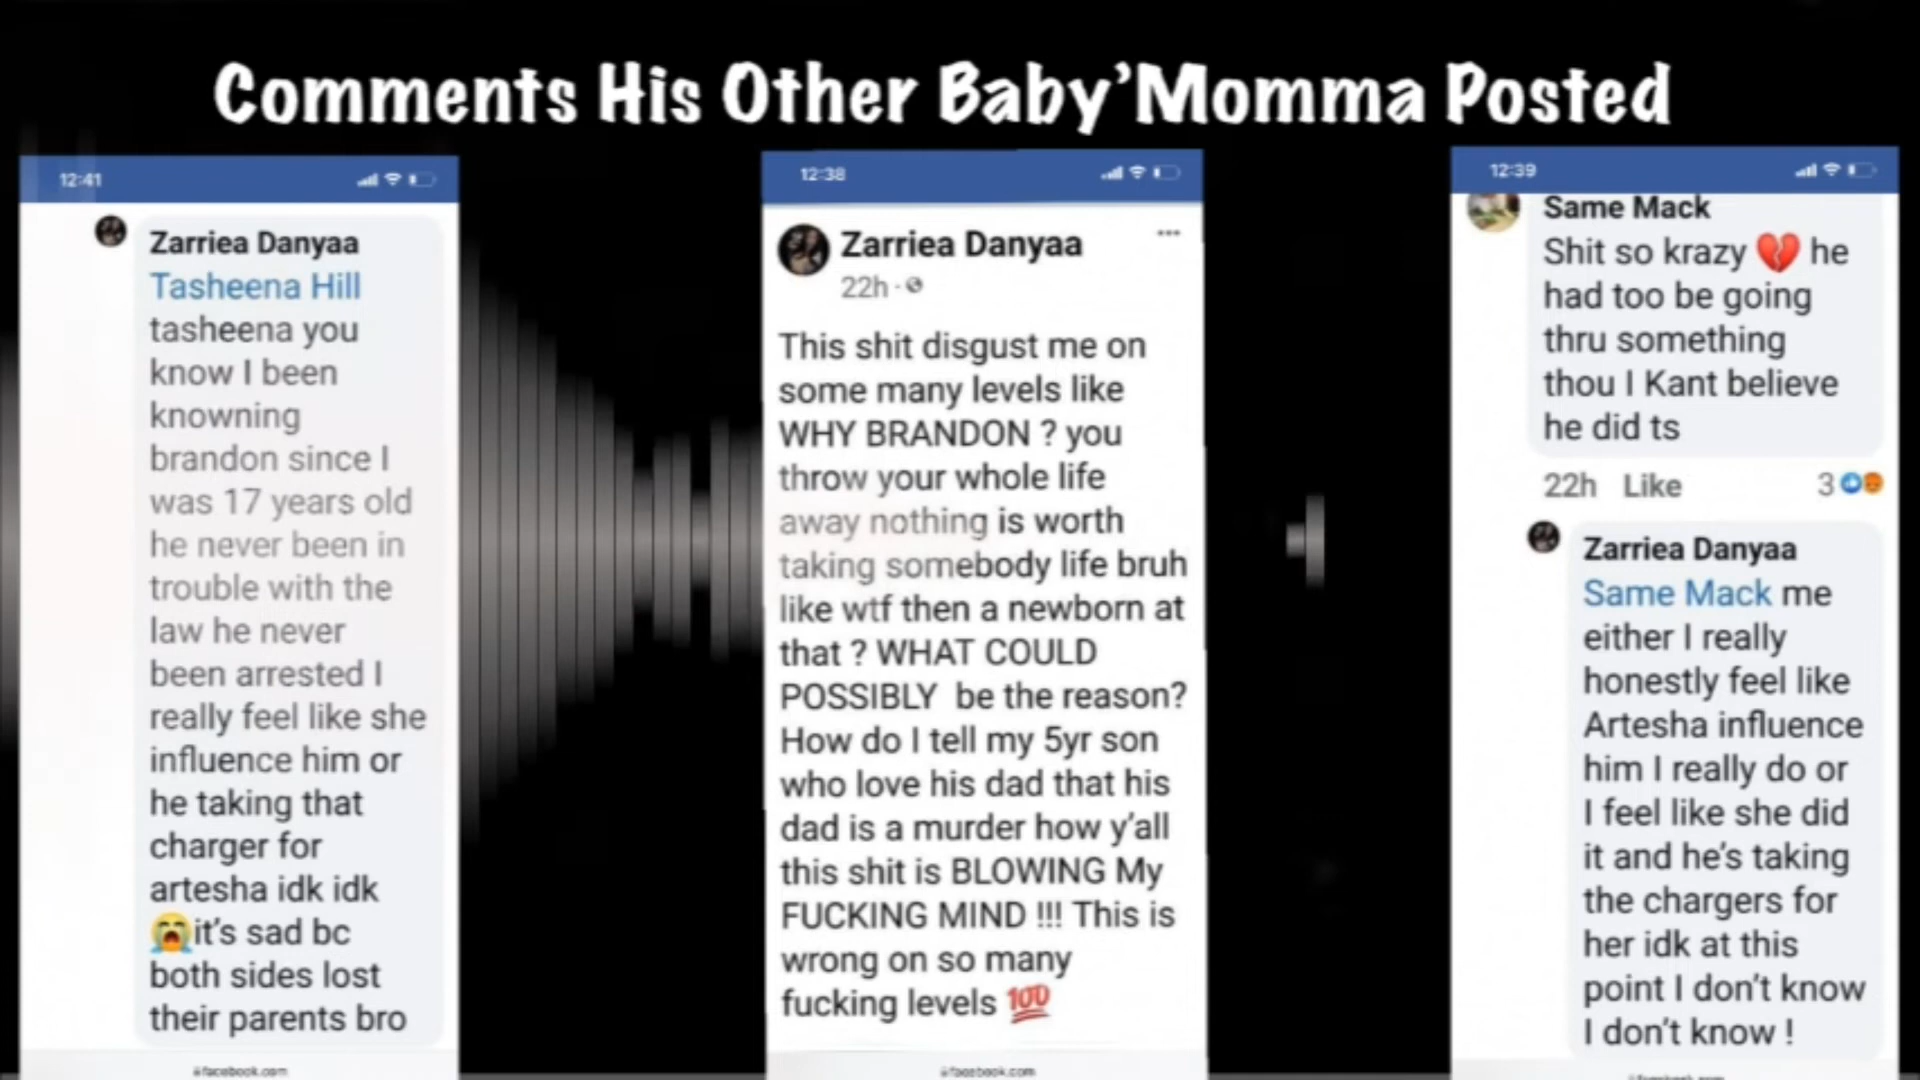 Comments His Other Baby'Momma Posted
12:41
Zarriea Danyaa
Tasheena Hill
tasheena you
know I been
knowning
brandon since I
was 17 years old
he never been in
trouble with the
law he never
been arrested I
really feel like she
influence him or
he taking that
charger for
artesha idk idk
😭it's sad bc
both sides lost
their parents bro
facebook.com
12:38
Zarriea Danyaa
22h ·
This shit disgust me on
some many levels like
WHY BRANDON ? you
throw your whole life
away nothing is worth
taking somebody life bruh
like wtf then a newborn at
that ? WHAT COULD
POSSIBLY be the reason?
How do I tell my 5yr son
who love his dad that his
dad is a murder how y'all
this shit is BLOWING My
FUCKING MIND !!! This is
wrong on so many
fucking levels 💯
facebook.com
12:39
Same Mack
Shit so krazy 💔 he
had too be going
thru something
thou I Kant believe
he did ts
22h Like 3
Zarriea Danyaa
Same Mack me
either I really
honestly feel like
Artesha influence
him I really do or
I feel like she did
it and he's taking
the chargers for
her idk at this
point I don't know
I don't know !